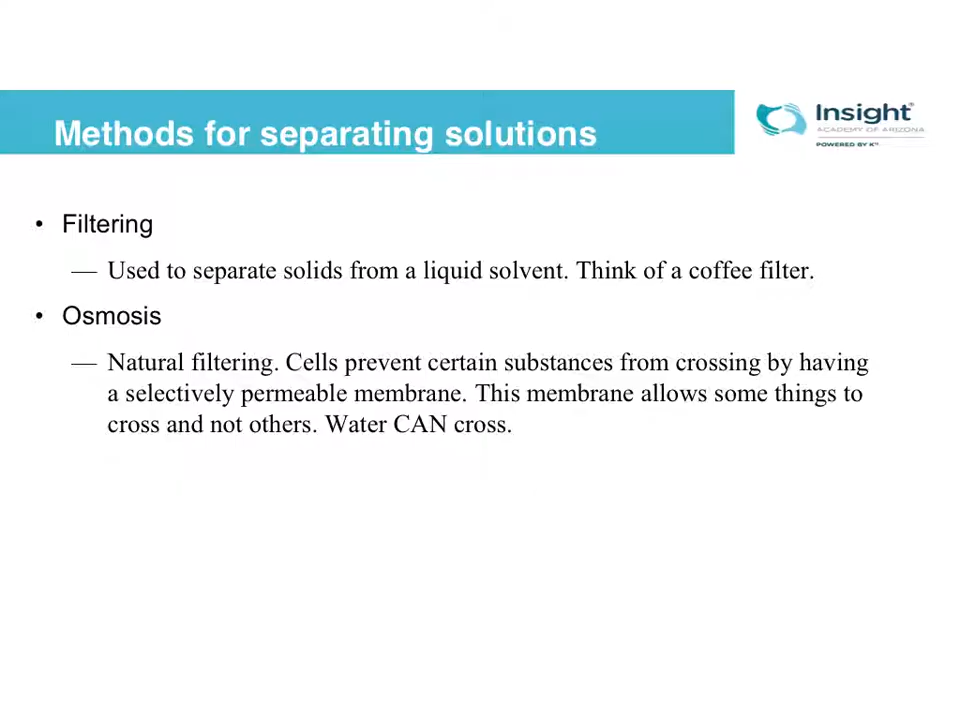 Methods for separating solutions
Insight®
ACADEMY OF ARIZONA
POWERED BY K¹²
• Filtering
— Used to separate solids from a liquid solvent. Think of a coffee filter.
• Osmosis
— Natural filtering. Cells prevent certain substances from crossing by having
a selectively permeable membrane. This membrane allows some things to
cross and not others. Water CAN cross.